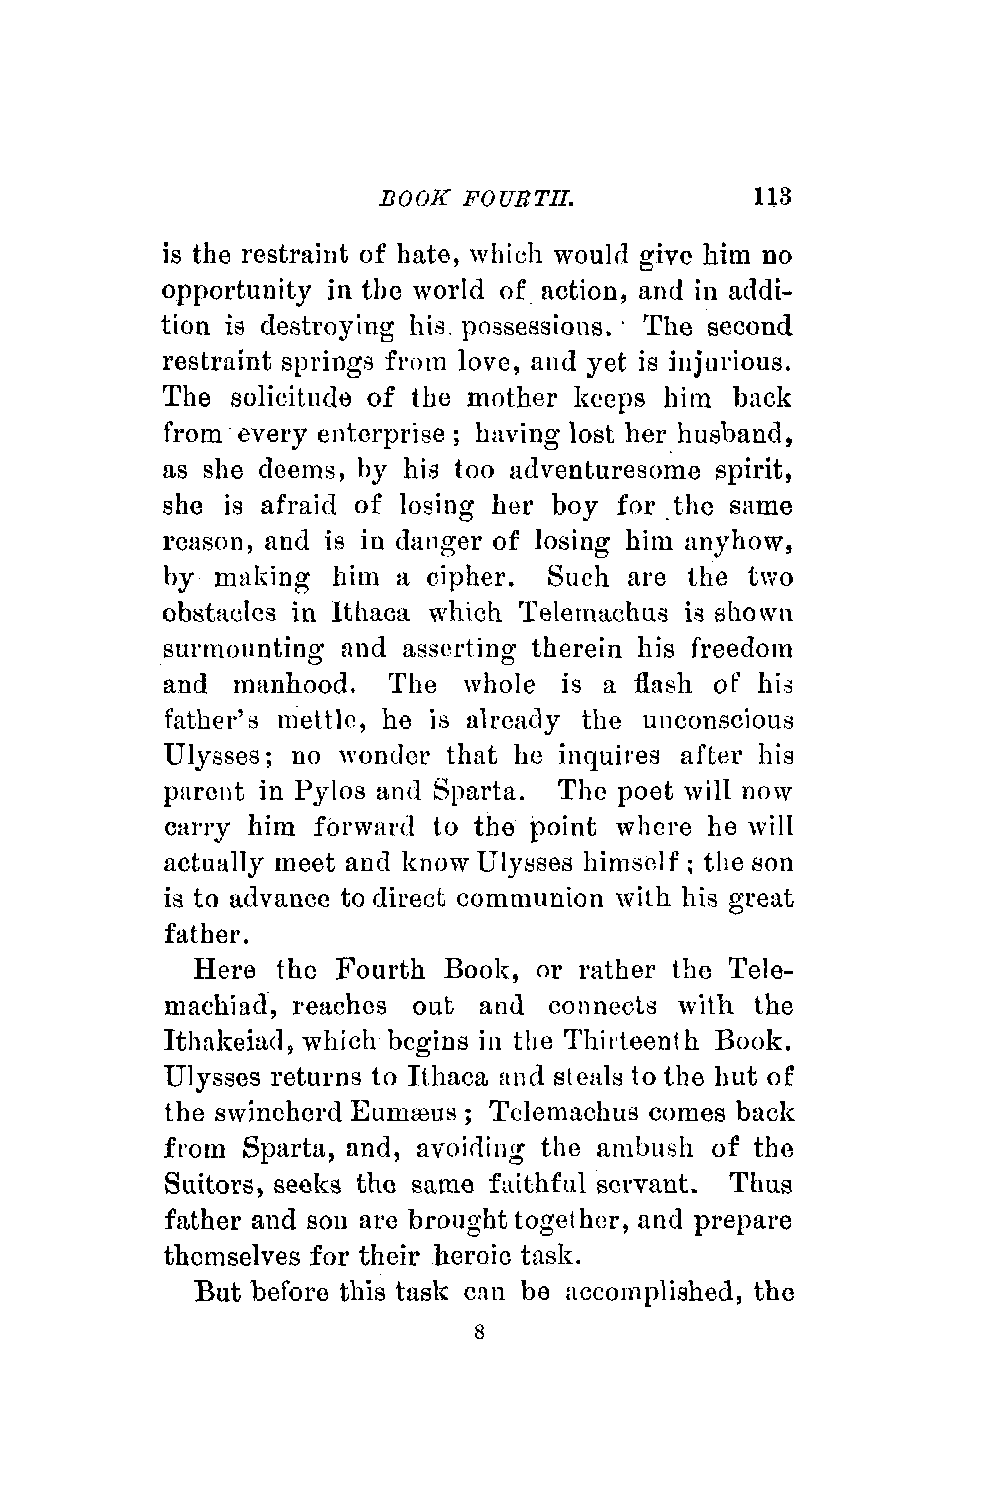 BOOK FOURTH. 113
is the restraint of hate, which would give him no
opportunity in the world of action, and in addi-
tion is destroying his possessions. The second
restraint springs from love, and yet is injurious.
The solicitude of the mother keeps him back
from every enterprise; having lost her husband,
as she deems, by his too adventuresome spirit,
she is afraid of losing her boy for the same
reason, and is in danger of losing him anyhow,
by making him a cipher. Such are the two
obstacles in Ithaca which Telemachus is shown
surmounting and asserting therein his freedom
and manhood. The whole is a flash of his
father's mettle, he is already the unconscious
Ulysses; no wonder that he inquires after his
parent in Pylos and Sparta. The poet will now
carry him forward to the point where he will
actually meet and know Ulysses himself; the son
is to advance to direct communion with his great
father.
Here the Fourth Book, or rather the Tele-
machiad, reaches out and connects with the
Ithakeiad, which begins in the Thirteenth Book.
Ulysses returns to Ithaca and steals to the hut of
the swineherd Eumæus; Telemachus comes back
from Sparta, and, avoiding the ambush of the
Suitors, seeks the same faithful servant. Thus
father and son are brought together, and prepare
themselves for their heroic task.
But before this task can be accomplished, the
8